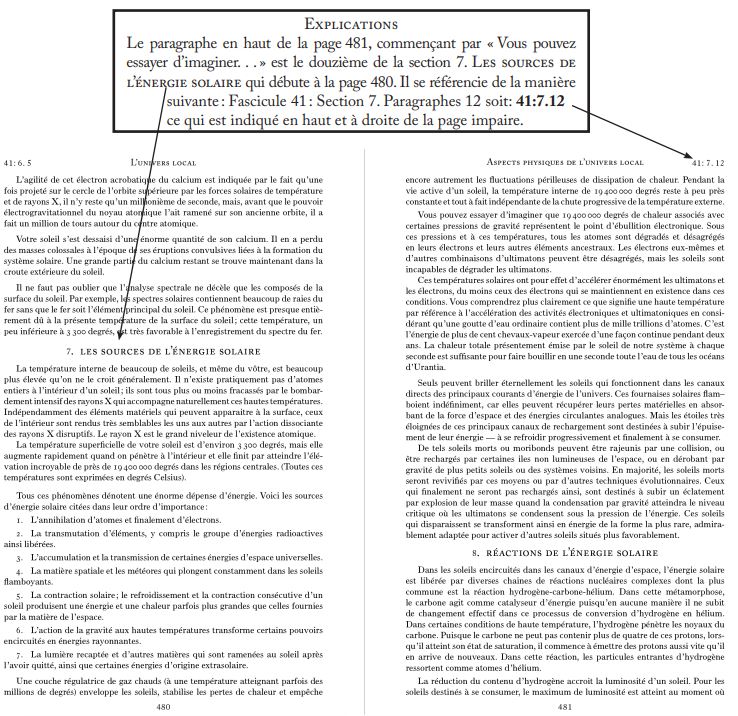 EXPLICATIONS
Le paragraphe en haut de la page 481, commençant par « Vous pouvez
essayer d'imaginer. . . » est le douzième de la section 7. LES SOURCES DE
L'ÉNERGIE SOLAIRE qui débute à la page 480. Il se référencie de la manière
suivante : Fascicule 41 : Section 7. Paragraphes 12 soit: 41:7.12
ce qui est indiqué en haut et à droite de la page impaire.
41: 6. 5
L'UNIVERS LOCAL
L'agilité de cet électron acrobatique du calcium est indiquée par le fait qu'une
fois projeté sur le cercle de l'orbite supérieure par les forces solaires de température
et de rayons X, il n'y reste qu'un millionième de seconde, mais, avant que le pouvoir
électrogravitationnel du noyau atomique l'ait ramené sur son ancienne orbite, il a
fait un million de tours autour du centre atomique.
Votre soleil s'est dessaisi d'une énorme quantité de son calcium. Il en a perdu
des masses colossales à l'époque de ses éruptions convulsives liées à la formation du
système solaire. Une grande partie du calcium restant se trouve maintenant dans la
croute extérieure du soleil.
Il ne faut pas oublier que l'analyse spectrale ne décèle que les composés de la
surface du soleil. Par exemple, les spectres solaires contiennent beaucoup de raies du
fer sans que le fer soit l'élément principal du soleil. Ce phénomène est presque entiè-
rement dû à la présente température de la surface du soleil ; cette température, un
peu inférieure à 3 300 degrés, est très favorable à l'enregistrement du spectre du fer.
7. LES SOURCES DE L'ÉNERGIE SOLAIRE
La température interne de beaucoup de soleils, et même du vôtre, est beaucoup
plus élevée qu'on ne le croit généralement. Il n'existe pratiquement pas d'atomes
entiers à l'intérieur d'un soleil ; ils sont tous plus ou moins fracassés par le bombar-
dement intensif des rayons X qui accompagne naturellement ces hautes températures.
Indépendamment des éléments matériels qui peuvent apparaitre à la surface, ceux
de l'intérieur sont rendus très semblables les uns aux autres par l'action dissociante
des rayons X disruptifs. Le rayon X est le grand niveleur de l'existence atomique.
La température superficielle de votre soleil est d'environ 3 300 degrés, mais elle
augmente rapidement quand on pénètre à l'intérieur et elle finit par atteindre l'élé-
vation incroyable de près de 19 400 000 degrés dans les régions centrales. (Toutes ces
températures sont exprimées en degrés Celsius).
Tous ces phénomènes dénotent une énorme dépense d'énergie. Voici les sources
d'énergie solaire citées dans leur ordre d'importance :
1. L'annihilation d'atomes et finalement d'électrons.
2. La transmutation d'éléments, y compris le groupe d'énergies radioactives
ainsi libérées.
3. L'accumulation et la transmission de certaines énergies d'espace universelles.
4. La matière spatiale et les météores qui plongent constamment dans les soleils
flamboyants.
5. La contraction solaire ; le refroidissement et la contraction consécutive d'un
soleil produisent une énergie et une chaleur parfois plus grandes que celles fournies
par la matière de l'espace.
6. L'action de la gravité aux hautes températures transforme certains pouvoirs
encircuités en énergies rayonnantes.
7. La lumière recaptée et d'autres matières qui sont ramenées au soleil après
l'avoir quitté, ainsi que certaines énergies d'origine extrasolaire.
Une couche régulatrice de gaz chauds (à une température atteignant parfois des
millions de degrés) enveloppe les soleils, stabilise les pertes de chaleur et empêche
480
ASPECTS PHYSIQUES DE L'UNIVERS LOCAL
41: 7. 12
encore autrement les fluctuations périlleuses de dissipation de chaleur. Pendant la
vie active d'un soleil, la température interne de 19 400 000 degrés reste à peu près
constante et tout à fait indépendante de la chute progressive de la température externe.
Vous pouvez essayer d'imaginer que 19 400 000 degrés de chaleur associés avec
certaines pressions de gravité représentent le point d'ébullition électronique. Sous
ces pressions et à ces températures, tous les atomes sont dégradés et désagrégés
en leurs électrons et leurs autres éléments ancestraux. Les électrons eux-mêmes et
d'autres combinaisons d'ultimatons peuvent être désagrégés, mais les soleils sont
incapables de dégrader les ultimatons.
Ces températures solaires ont pour effet d'accélérer énormément les ultimatons et
les électrons, du moins ceux des électrons qui se maintiennent en existence dans ces
conditions. Vous comprendrez plus clairement ce que signifie une haute température
par référence à l'accélération des activités électroniques et ultimatoniques en consi-
dérant qu'une goutte d'eau ordinaire contient plus de mille trillions d'atomes. C'est
l'énergie de plus de cent chevaux-vapeur exercée d'une façon continue pendant deux
ans. La chaleur totale présentement émise par le soleil de notre système à chaque
seconde est suffisante pour faire bouillir en une seconde toute l'eau de tous les océans
d'Urantia.
Seuls peuvent briller éternellement les soleils qui fonctionnent dans les canaux
directs des principaux courants d'énergie de l'univers. Ces fournaises solaires flam-
boient indéfiniment, car elles peuvent récupérer leurs pertes matérielles en absor-
bant de la force d'espace et des énergies circulantes analogues. Mais les étoiles très
éloignées de ces principaux canaux de rechargement sont destinées à subir l'épuise-
ment de leur énergie — à se refroidir progressivement et finalement à se consumer.
De tels soleils morts ou moribonds peuvent être rajeunis par une collision, ou
être rechargés par certaines iles non lumineuses de l'espace, ou en dérobant par
gravité de plus petits soleils ou des systèmes voisins. En majorité, les soleils morts
seront revivifiés par ces moyens ou par d'autres techniques évolutionnaires. Ceux
qui finalement ne seront pas rechargés ainsi, sont destinés à subir un éclatement
par explosion de leur masse quand la condensation par gravité atteindra le niveau
critique où les ultimatons se condensent sous la pression de l'énergie. Ces soleils
qui disparaissent se transforment ainsi en énergie de la forme la plus rare, admira-
blement adaptée pour activer d'autres soleils situés plus favorablement.
8. RÉACTIONS DE L'ÉNERGIE SOLAIRE
Dans les soleils encircuités dans les canaux d'énergie d'espace, l'énergie solaire
est libérée par diverses chaines de réactions nucléaires complexes dont la plus
commune est la réaction hydrogène-carbone-hélium. Dans cette métamorphose,
le carbone agit comme catalyseur d'énergie puisqu'en aucune manière il ne subit
de changement effectif dans ce processus de conversion d'hydrogène en hélium.
Dans certaines conditions de haute température, l'hydrogène pénètre les noyaux du
carbone. Puisque le carbone ne peut pas contenir plus de quatre de ces protons, lors-
qu'il atteint son état de saturation, il commence à émettre des protons aussi vite qu'il
en arrive de nouveaux. Dans cette réaction, les particules entrantes d'hydrogène
ressortent comme atomes d'hélium.
La réduction du contenu d'hydrogène accroit la luminosité d'un soleil. Pour les
soleils destinés à se consumer, le maximum de luminosité est atteint au moment où
481